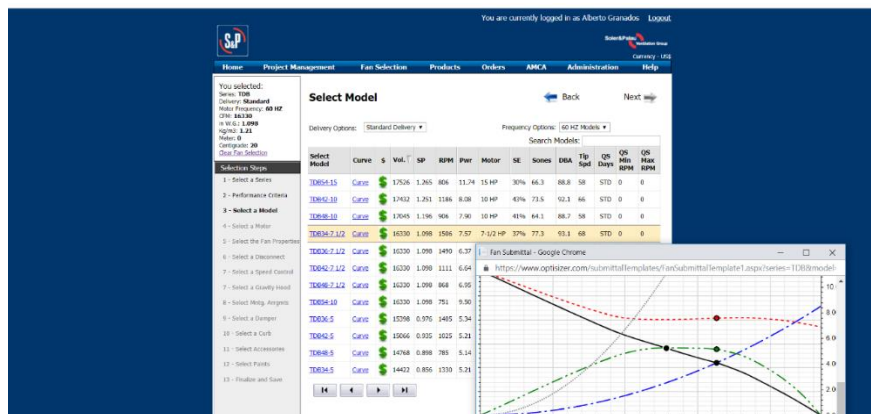 You are currently logged in as Alberto Granados Logout
S&P
Soler&Palau
Ventilation Group
Currency - US$
Home Project Management Fan Selection Products Orders AMCA Administration Help
You selected:
Series: TDB
Delivery: Standard
Motor Frequency: 60 HZ
CFM: 16330
in W.G.: 1.098
Kg/m3: 1.21
Meter: 0
Centigrade: 20
Clear Fan Selection
Selection Steps
1 - Select a Series
2 - Performance Criteria
3 - Select a Model
4 - Select a Motor
5 - Select the Fan Properties
6 - Select a Disconnect
7 - Select a Speed Control
7 - Select a Gravity Hood
8 - Select Mntg. Arngmts
9 - Select a Damper
10 - Select a Curb
11 - Select Accessories
12 - Select Paints
13 - Finalize and Save
Select Model
Back Next
Delivery Options: Standard Delivery Frequency Options: 60 HZ Models
Search Models:
Select Model Curve $ Vol. SP RPM Pwr Motor SE Sones DBA Tip Spd QS Days QS Min RPM QS Max RPM
TDB54-15 Curve $ 17526 1.265 806 11.74 15 HP 30% 66.3 88.8 58 STD 0 0
TDB42-10 Curve $ 17432 1.251 1186 8.08 10 HP 43% 73.5 92.1 66 STD 0 0
TDB48-10 Curve $ 17045 1.196 906 7.90 10 HP 41% 64.1 88.7 58 STD 0 0
TDB34-7 1/2 Curve $ 16330 1.098 1586 7.57 7-1/2 HP 37% 77.3 93.1 68 STD 0 0
TDB36-7 1/2 Curve $ 16330 1.098 1490 6.37
TDB42-7 1/2 Curve $ 16330 1.098 1111 6.64
TDB48-7 1/2 Curve $ 16330 1.098 868 6.95
TDB54-10 Curve $ 16330 1.098 751 9.50
TDB36-5 Curve $ 15398 0.976 1405 5.34
TDB42-5 Curve $ 15066 0.935 1025 5.21
TDB48-5 Curve $ 14768 0.898 785 5.14
TDB34-5 Curve $ 14422 0.856 1330 5.21
Fan Submittal - Google Chrome
https://www.optisizer.com/submittalTemplates/FanSubmittalTemplate1.aspx?series=TDB&model=
10
8.0
6.0
4.0
2.0